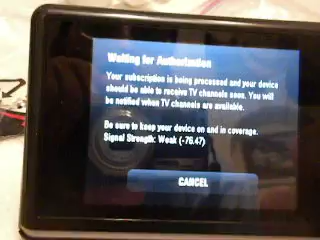 Waiting for Authorization
Your subscription is being processed and your device
should be able to receive TV channels soon. You will
be notified when TV channels are available.
Be sure to keep your device on and in coverage.
Signal Strength: Weak (-76.47)
CANCEL